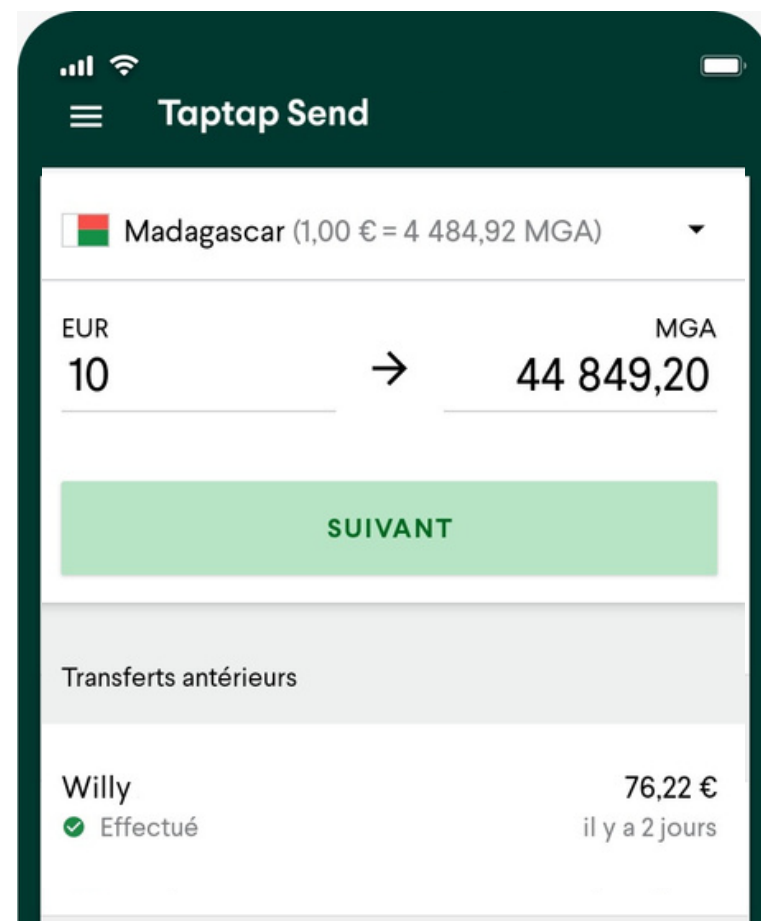 Taptap Send
Madagascar (1,00 € = 4 484,92 MGA)
EUR
MGA
10
44 849,20
SUIVANT
Transferts antérieurs
Willy
76,22 €
Effectué
il y a 2 jours